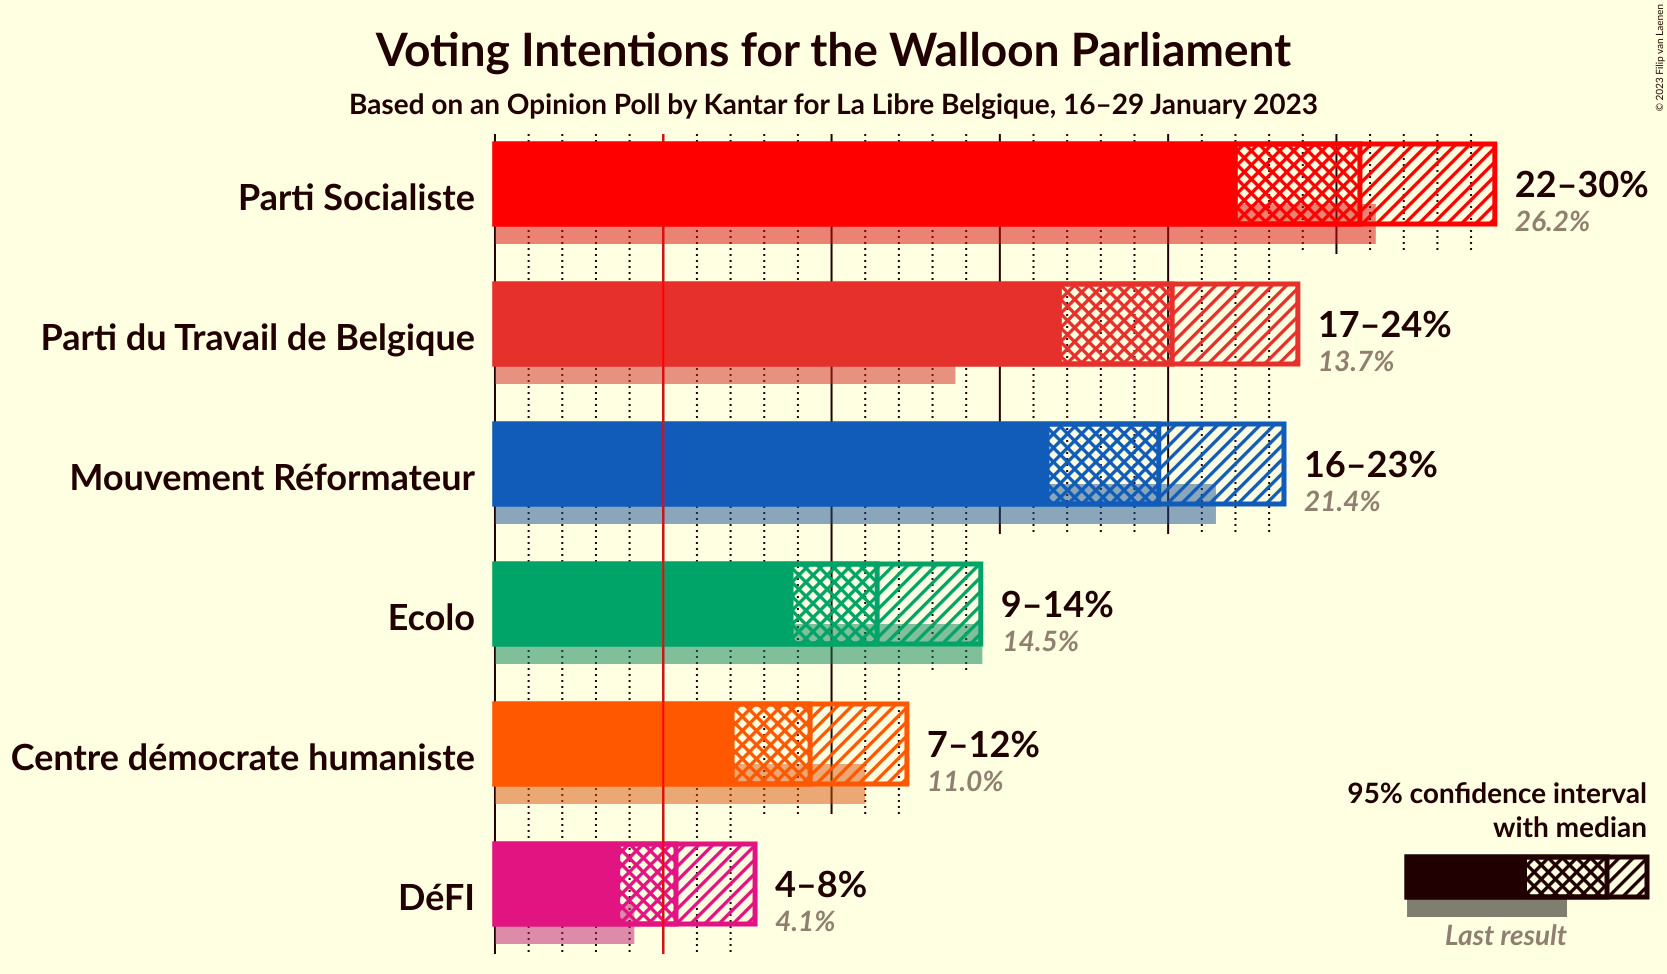 Voting Intentions for the Walloon Parliament
Based on an Opinion Poll by Kantar for La Libre Belgique, 16–29 January 2023
© 2023 Filip van Laenen
Parti Socialiste
22–30%
26.2%
Parti du Travail de Belgique
17–24%
13.7%
Mouvement Réformateur
16–23%
21.4%
Ecolo
9–14%
14.5%
Centre démocrate humaniste
7–12%
11.0%
DéFI
4–8%
4.1%
95% confidence interval
with median
Last result